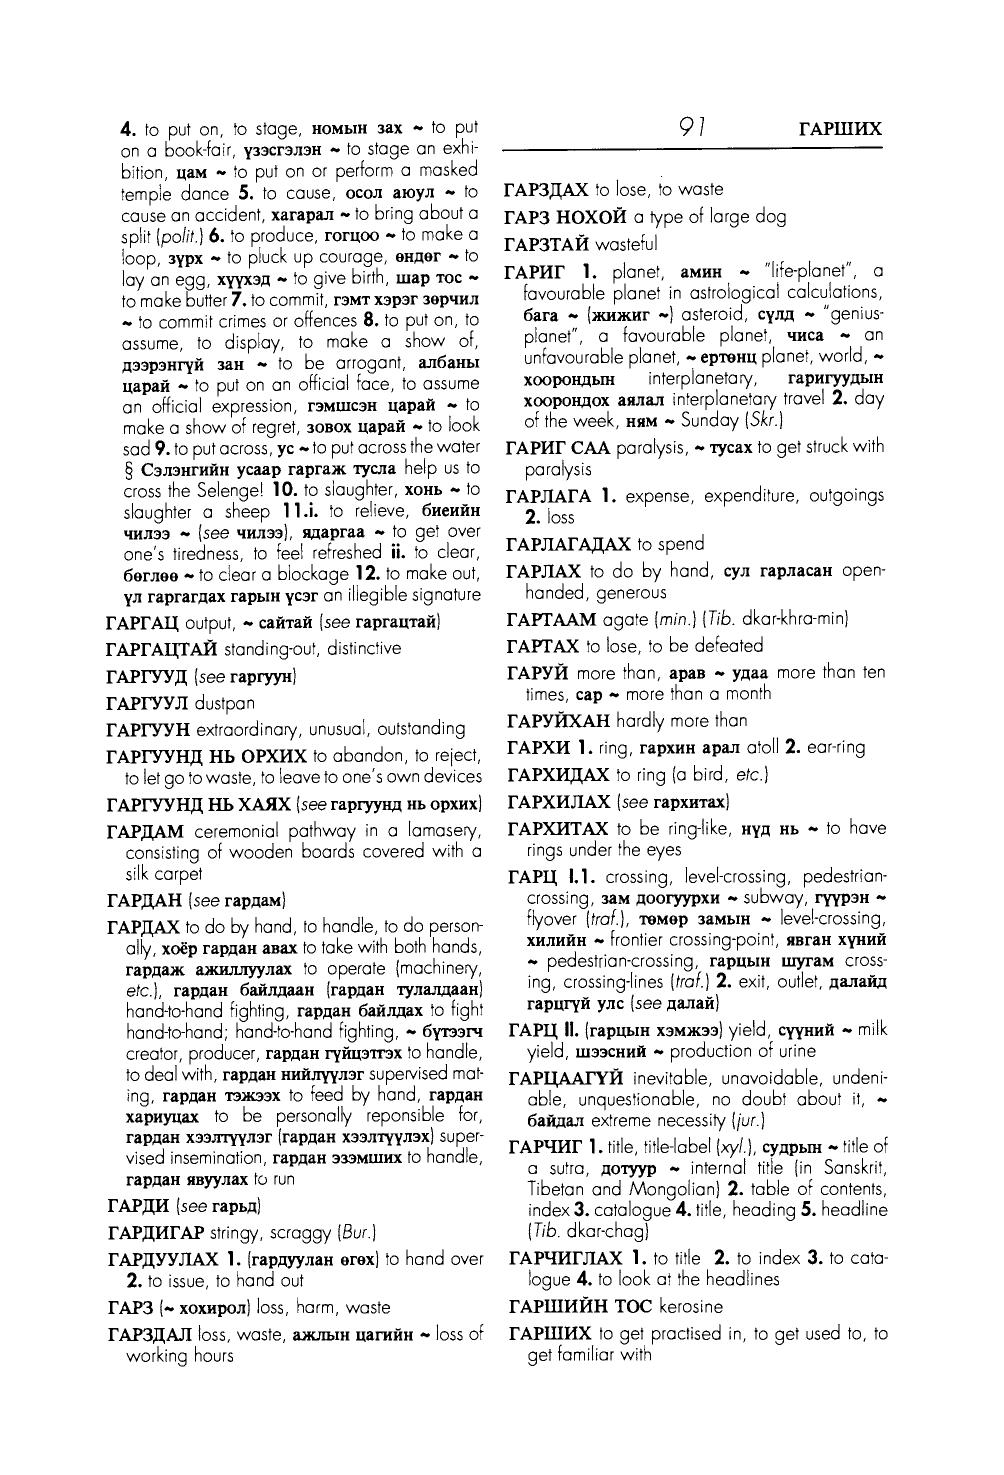 4. to put on, to stage, номын зах ~ to put
on a book-fair, үзэсгэлэн ~ to stage an exhi-
bition, цам ~ to put on or perform a masked
temple dance 5. to cause, осол аюул ~ to
cause an accident, хагарал ~ to bring about a
split (polit.) 6. to produce, гогцоо ~ to make a
loop, зүрх ~ to pluck up courage, өндөг ~ to
lay an egg, хүүхэд ~ to give birth, шар тос ~
to make butter 7. to commit, гэмт хэрэг зөрчил
~ to commit crimes or offences 8. to put on, to
assume, to display, to make a show of,
дээрэнгүй зан ~ to be arrogant, албаны
царай ~ to put on an official face, to assume
an official expression, гэмшсэн царай ~ to
make a show of regret, зовох царай ~ to look
sad 9. to put across, ус ~ to put across the water
§ Сэлэнгийн усаар гаргаж тусла help us to
cross the Selenge! 10. to slaughter, хонь ~ to
slaughter a sheep 11.i. to relieve, биеийн
чилээ ~ (see чилээ), ядаргаа ~ to get over
one's tiredness, to feel refreshed ii. to clear,
бөглөө ~ to clear a blockage 12. to make out,
үл гаргагдах гарын үсэг an illegible signature
ГАРГАЦ output, ~ сайтай (see гаргацтай)
ГАРГАЦТАЙ standing-out, distinctive
ГАРГУУД (see гаргуун)
ГАРГУУЛ dustpan
ГАРГУУН extraordinary, unusual, outstanding
ГАРГУУНД НЬ ОРХИХ to abandon, to reject,
to let go to waste, to leave to one's own devices
ГАРГУУНД НЬ ХАЯХ (see гаргуунд нь орхих)
ГАРДАМ ceremonial pathway in a lamasery,
consisting of wooden boards covered with a
silk carpet
ГАРДАН (see гардам)
ГАРДАХ to do by hand, to handle, to do person-
ally, хоёр гардан авах to take with both hands,
гардаж ажиллуулах to operate (machinery,
etc.), гардан байлдаан (гардан тулалдаан)
hand-to-hand fighting, гардан байлдах to fight
hand-to-hand; hand-to-hand fighting, ~ бүтээгч
creator, producer, гардан гүйцэтгэх to handle,
to deal with, гардан нийлүүлэг supervised mat-
ing, гардан тэжээх to feed by hand, гардан
хариуцах to be personally reponsible for,
гардан хээлтүүлэг (гардан хээлтүүлэх) super-
vised insemination, гардан эзэмших to handle,
гардан явуулах to run
ГАРДИ (see гарьд)
ГАРДИГАР stringy, scraggy (Bur.)
ГАРДУУЛАХ 1. (гардуулан өгөх) to hand over
2. to issue, to hand out
ГАРЗ (~ хохирол) loss, harm, waste
ГАРЗДАЛ loss, waste, ажлын цагийн ~ loss of
working hours
91 ГАРШИХ
ГАРЗДАХ to lose, to waste
ГАРЗ НОХОЙ a type of large dog
ГАРЗТАЙ wasteful
ГАРИГ 1. planet, амин ~ "life-planet", a
favourable planet in astrological calculations,
бага ~ (жижиг ~) asteroid, сүлд ~ "genius-
planet", a favourable planet, чиса ~ an
unfavourable planet, ~ ертөнц planet, world, ~
хоорондын interplanetary, гаригуудын
хоорондох аялал interplanetary travel 2. day
of the week, ням ~ Sunday (Skr.)
ГАРИГ САА paralysis, ~ тусах to get struck with
paralysis
ГАРЛАГА 1. expense, expenditure, outgoings
2. loss
ГАРЛАГАДАХ to spend
ГАРЛАХ to do by hand, сул гарласан open-
handed, generous
ГАРТААМ agate (min.) (Tib. dkar-khra-min)
ГАРТАХ to lose, to be defeated
ГАРУЙ more than, арав ~ удаа more than ten
times, сар ~ more than a month
ГАРУЙХАН hardly more than
ГАРХИ 1. ring, гархин арал atoll 2. ear-ring
ГАРХИДАХ to ring (a bird, etc.)
ГАРХИЛАХ (see гархитах)
ГАРХИТАХ to be ring-like, нүд нь ~ to have
rings under the eyes
ГАРЦ I.1. crossing, level-crossing, pedestrian-
crossing, зам доогуурхи ~ subway, гүүрэн ~
flyover (traf.), төмөр замын ~ level-crossing,
хилийн ~ frontier crossing-point, явган хүний
~ pedestrian-crossing, гарцын шугам cross-
ing, crossing-lines (traf.) 2. exit, outlet, далайд
гарцгүй улс (see далай)
ГАРЦ II. (гарцын хэмжээ) yield, сүүний ~ milk
yield, шээсний ~ production of urine
ГАРЦААГҮЙ inevitable, unavoidable, undeni-
able, unquestionable, no doubt about it, ~
байдал extreme necessity (jur.)
ГАРЧИГ 1. title, title-label (xyl.), судрын ~ title of
a sutra, дотуур ~ internal title (in Sanskrit,
Tibetan and Mongolian) 2. table of contents,
index 3. catalogue 4. title, heading 5. headline
(Tib. dkar-chag)
ГАРЧИГЛАХ 1. to title 2. to index 3. to cata-
logue 4. to look at the headlines
ГАРШИЙН ТОС kerosine
ГАРШИХ to get practised in, to get used to, to
get familiar with